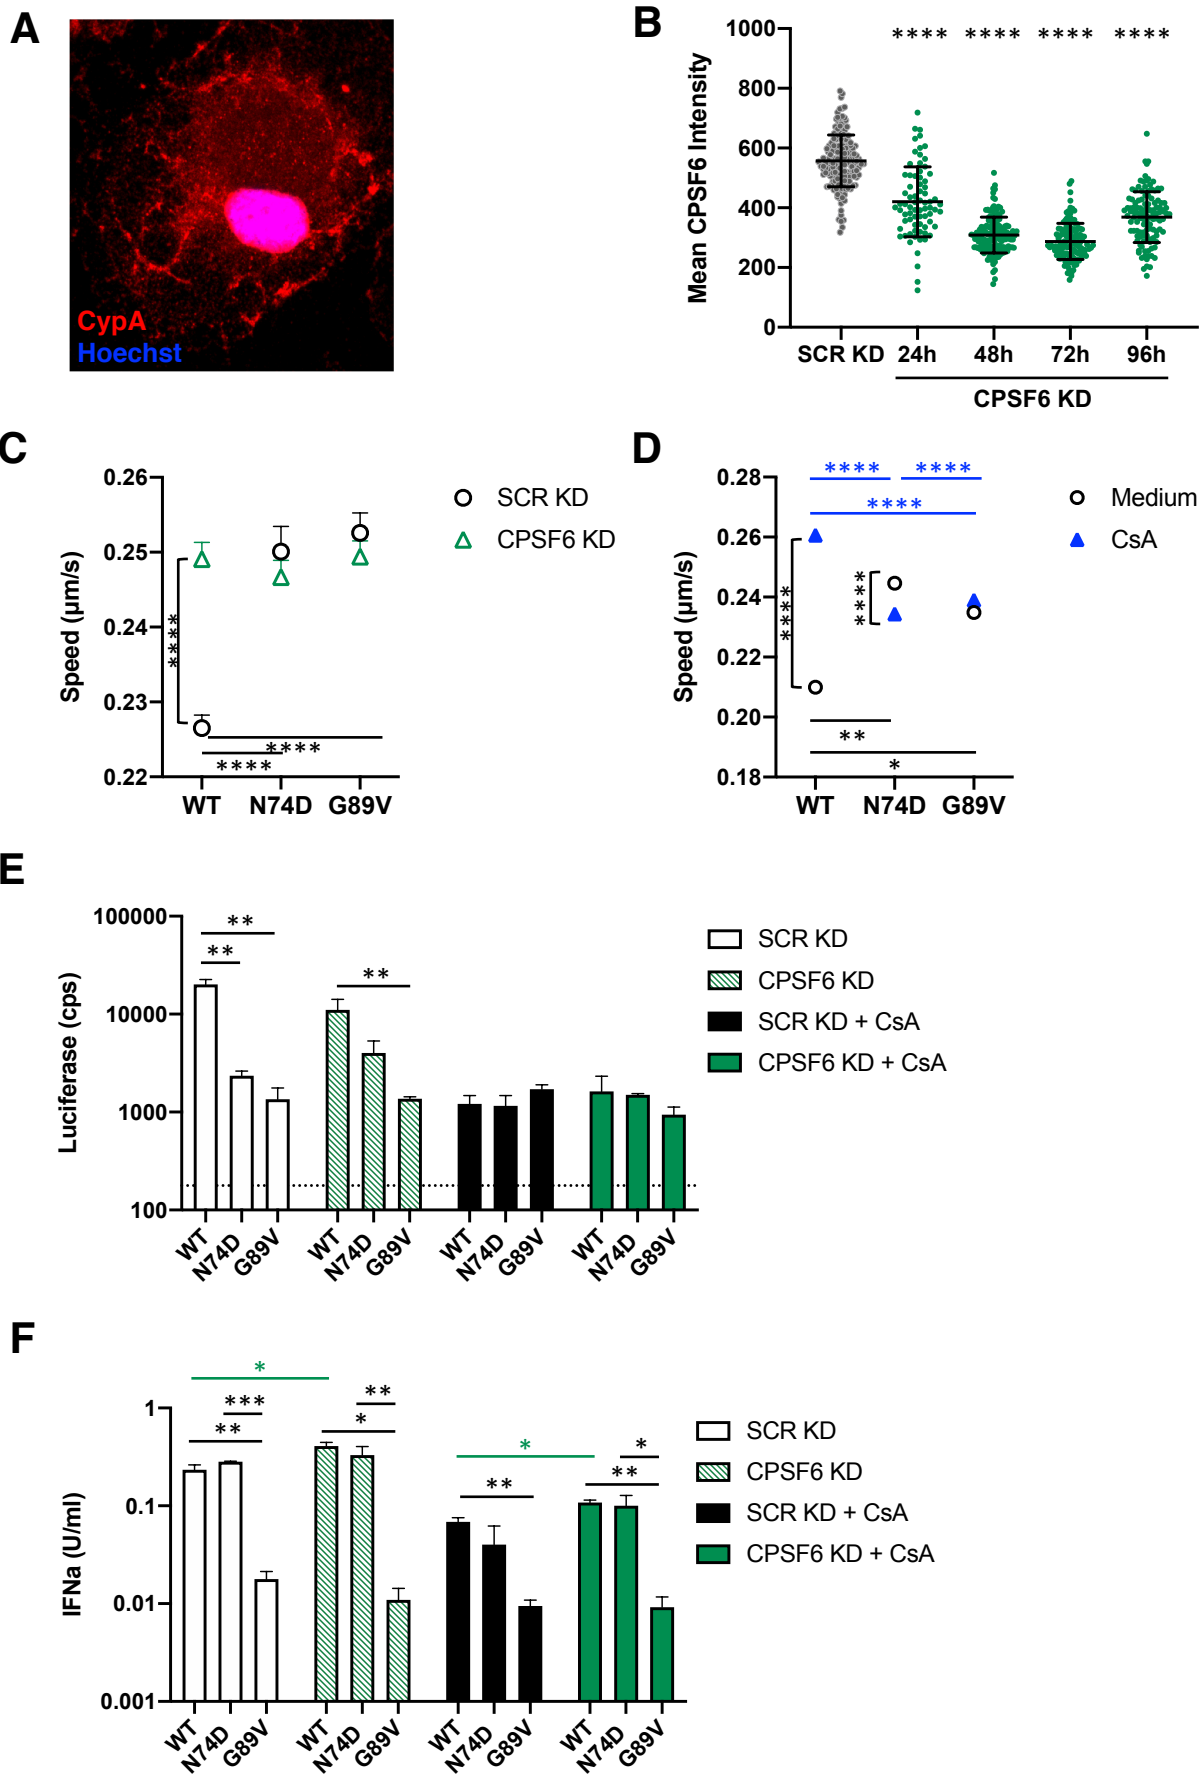 A
CypA
Hoechst
B
Mean CPSF6 Intensity
1000
800
600
400
200
0
**** **** **** ****
SCR KD 24h 48h 72h 96h
CPSF6 KD
C
Speed (µm/s)
0.26
0.25
0.24
0.23
0.22
****
****
****
WT N74D G89V
SCR KD
CPSF6 KD
D
Speed (µm/s)
0.28
0.26
0.24
0.22
0.20
0.18
**** ****
****
****
****
**
*
WT N74D G89V
Medium
CsA
E
Luciferase (cps)
100000
10000
1000
100
**
**
**
WT N74D G89V WT N74D G89V WT N74D G89V WT N74D G89V
SCR KD
CPSF6 KD
SCR KD + CsA
CPSF6 KD + CsA
F
IFNa (U/ml)
1
0.1
0.01
0.001
*
***
**
**
*
*
**
*
**
WT N74D G89V WT N74D G89V WT N74D G89V WT N74D G89V
SCR KD
CPSF6 KD
SCR KD + CsA
CPSF6 KD + CsA